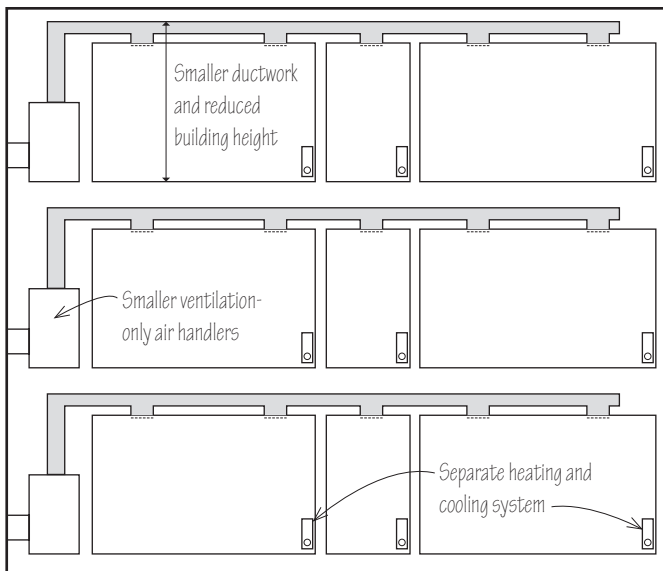 Smaller ductwork
and reduced
building height
Smaller ventilation-
only air handlers
Separate heating and
cooling system